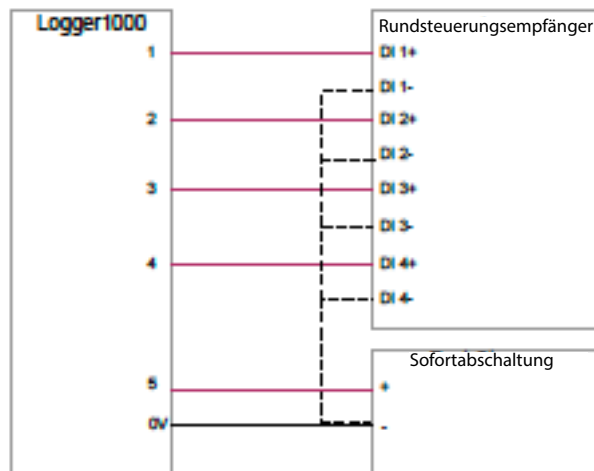 Logger1000
Rundsteuerungsempfänger
1
DI 1+
DI 1-
2
DI 2+
DI 2-
3
DI 3+
DI 3-
4
DI 4+
DI 4-
Sofortabschaltung
5
+
0V
-